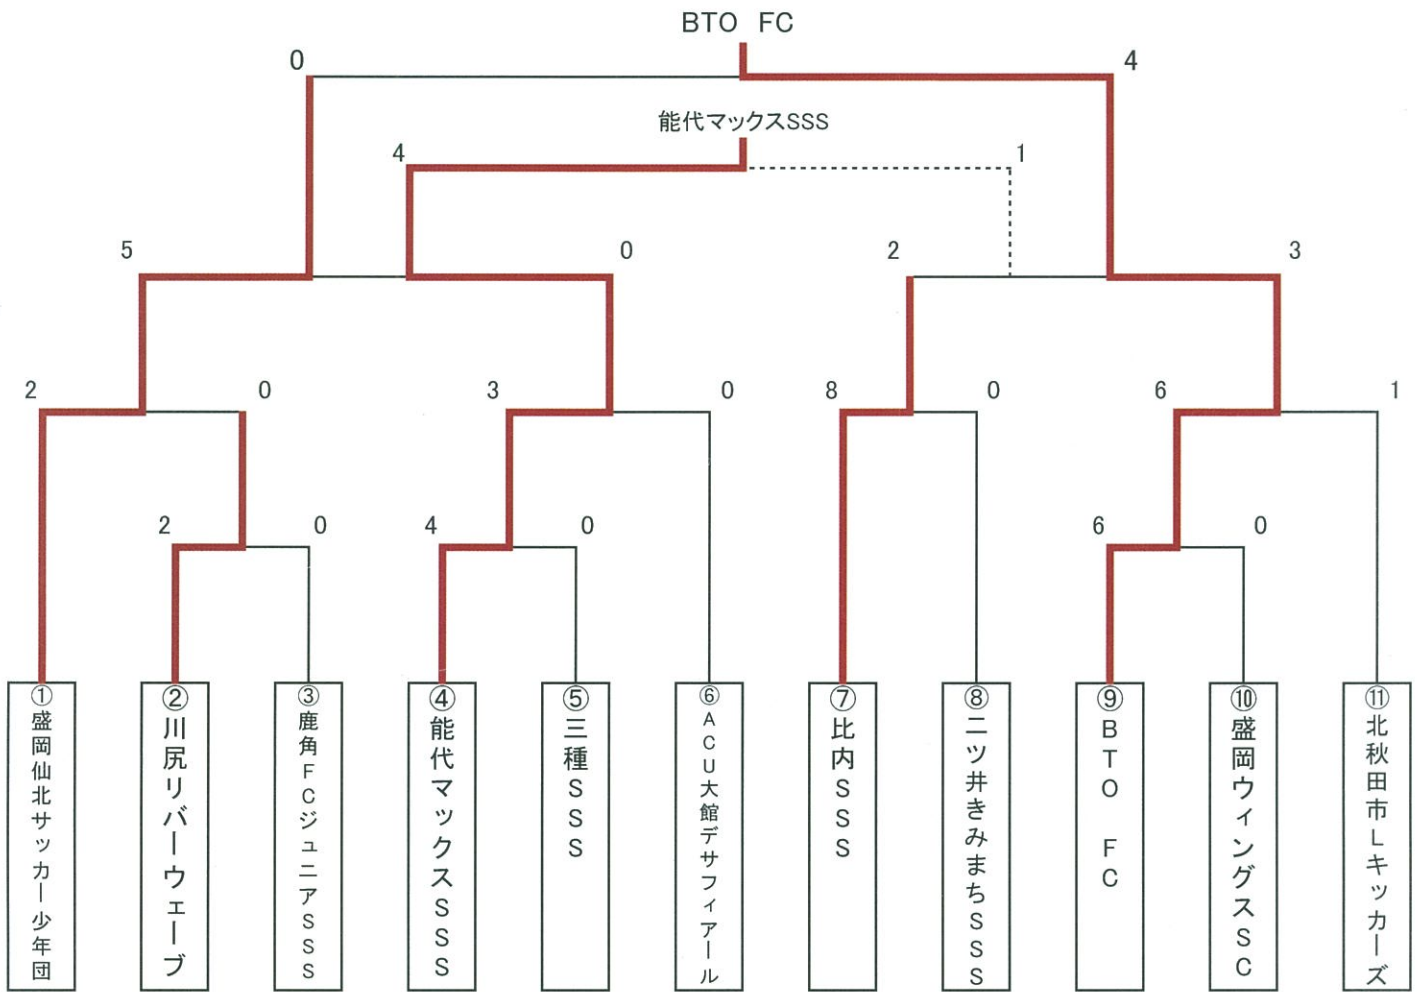 BTO FC
0
4
能代マックスSSS
4
1
5
0
2
3
2
0
3
0
8
0
6
1
2
0
4
0
6
0
①盛岡仙北サッカー少年団
②川尻リバーウェーブ
③鹿角FCジュニアSSS
④能代マックスSSS
⑤三種SSS
⑥ACU大館デサフィアール
⑦比内SSS
⑧二ツ井きみまちSSS
⑨BTO FC
⑩盛岡ウィングスSC
⑪北秋田市Lキッカーズ